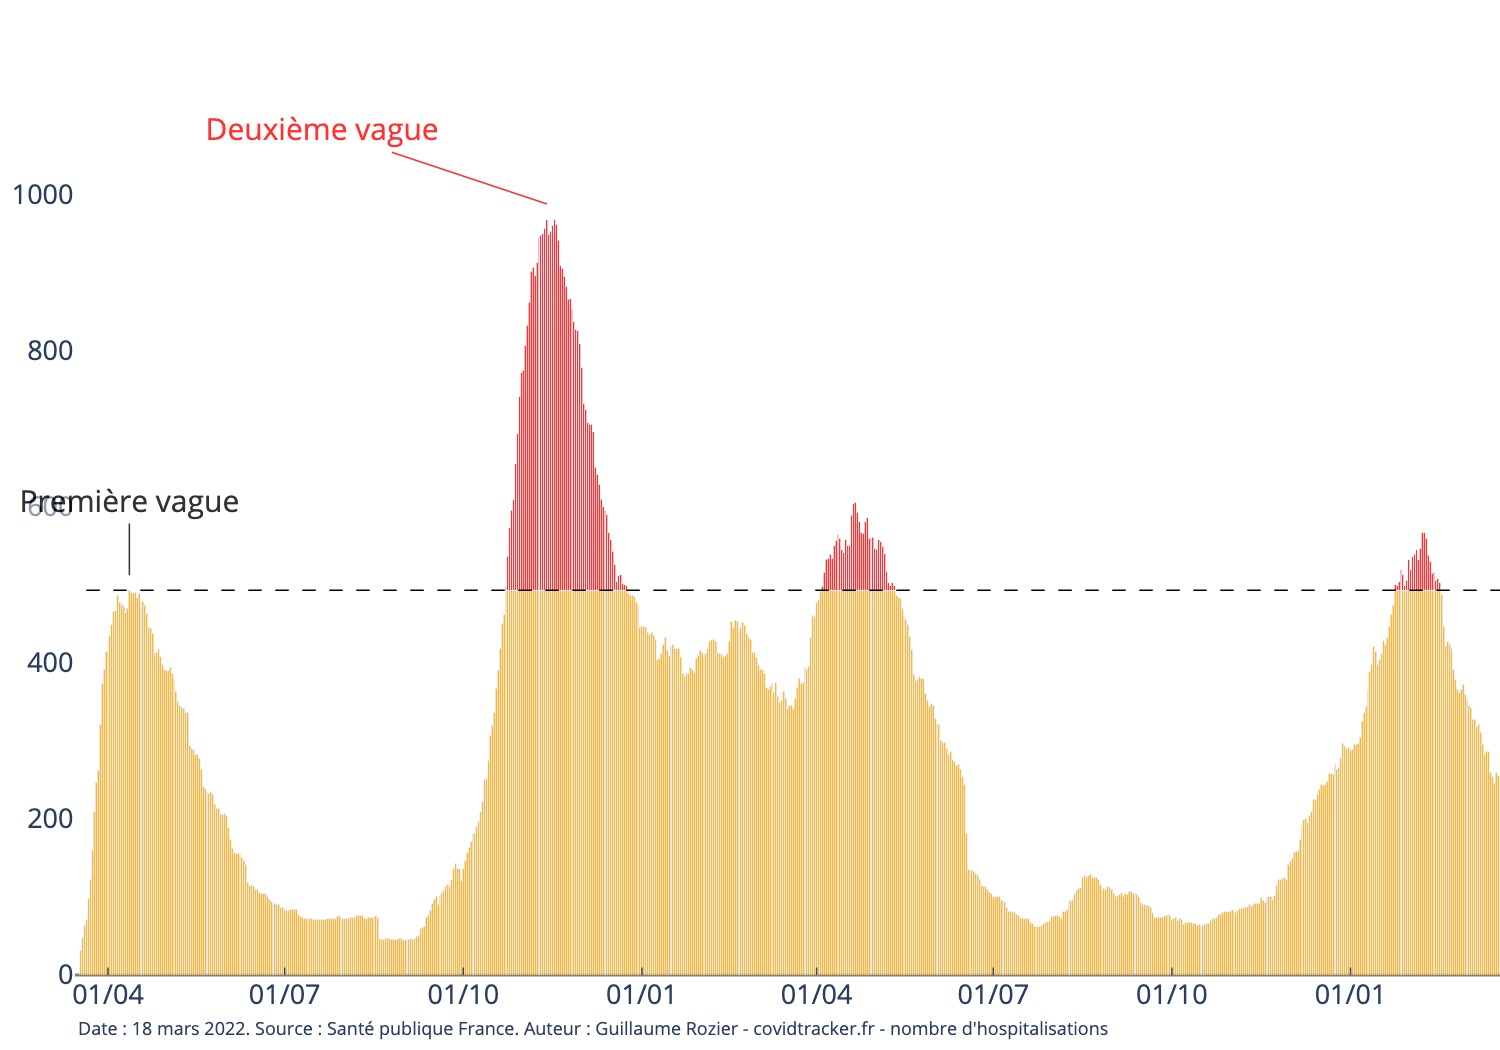 Deuxième vague
1000
800
Première vague
600
400
200
0
01/04 01/07 01/10 01/01 01/04 01/07 01/10 01/01
Date : 18 mars 2022. Source : Santé publique France. Auteur : Guillaume Rozier - covidtracker.fr - nombre d'hospitalisations